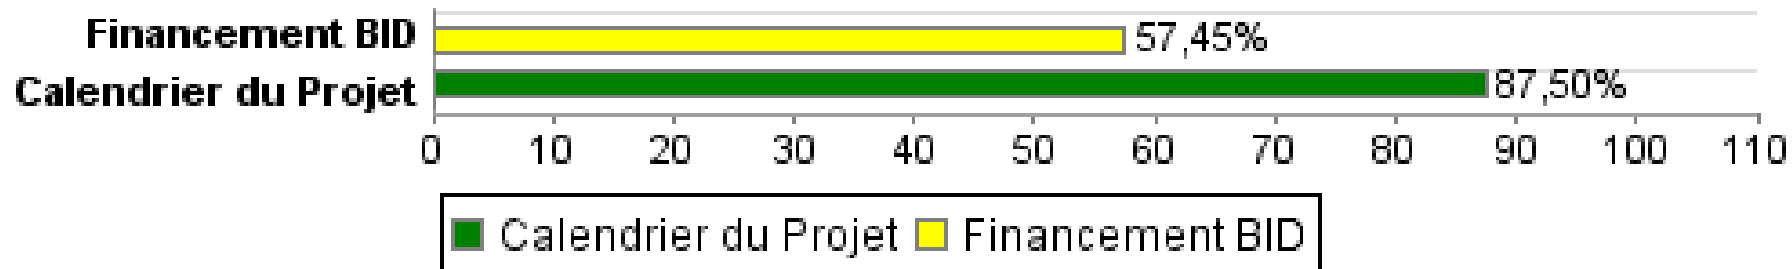 Financement BID 57,45%
Calendrier du Projet 87,50%
0 10 20 30 40 50 60 70 80 90 100 110
Calendrier du Projet Financement BID